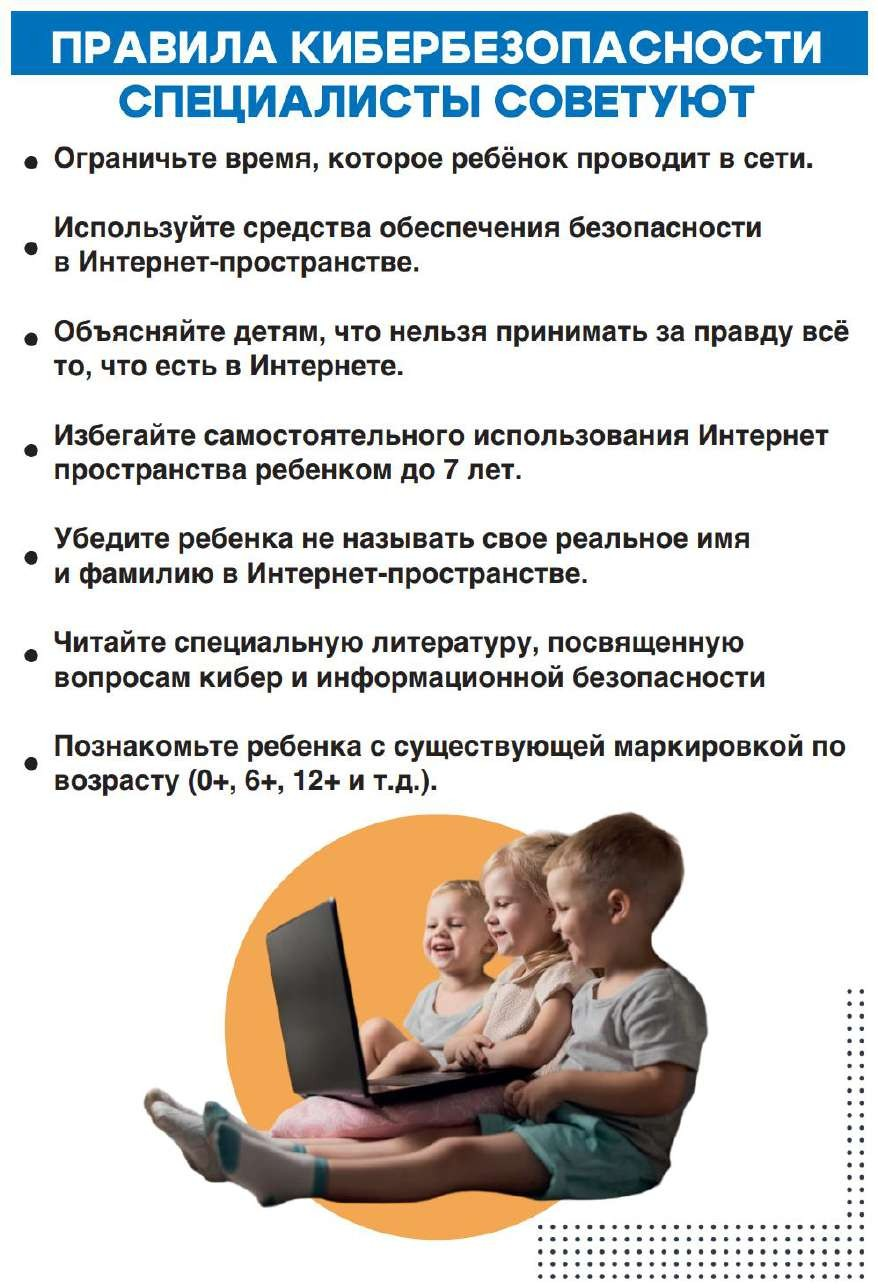 ПРАВИЛА КИБЕРБЕЗОПАСНОСТИ
СПЕЦИАЛИСТЫ СОВЕТУЮТ
• Ограничьте время, которое ребёнок проводит в сети.
• Используйте средства обеспечения безопасности
в Интернет-пространстве.
• Объясняйте детям, что нельзя принимать за правду всё
то, что есть в Интернете.
• Избегайте самостоятельного использования Интернет
пространства ребенком до 7 лет.
• Убедите ребенка не называть свое реальное имя
и фамилию в Интернет-пространстве.
• Читайте специальную литературу, посвященную
вопросам кибер и информационной безопасности
• Познакомьте ребенка с существующей маркировкой по
возрасту (0+, 6+, 12+ и т.д.).